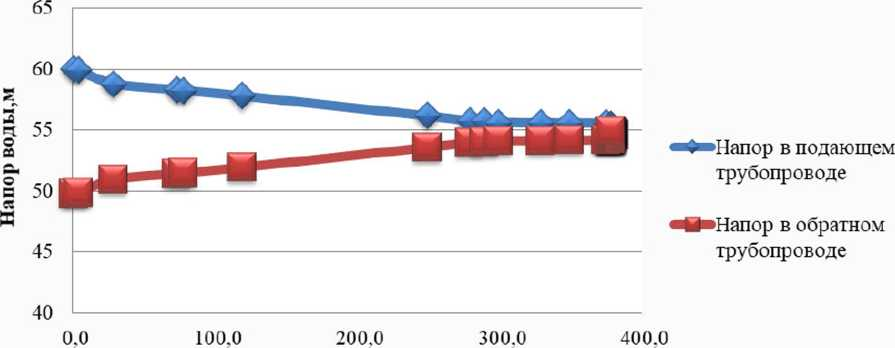 65
60
55
50
45
40
Напор воды,м
0,0 100,0 200,0 300,0 400,0
Напор в подающем
трубопроводе
Напор в обратном
трубопроводе